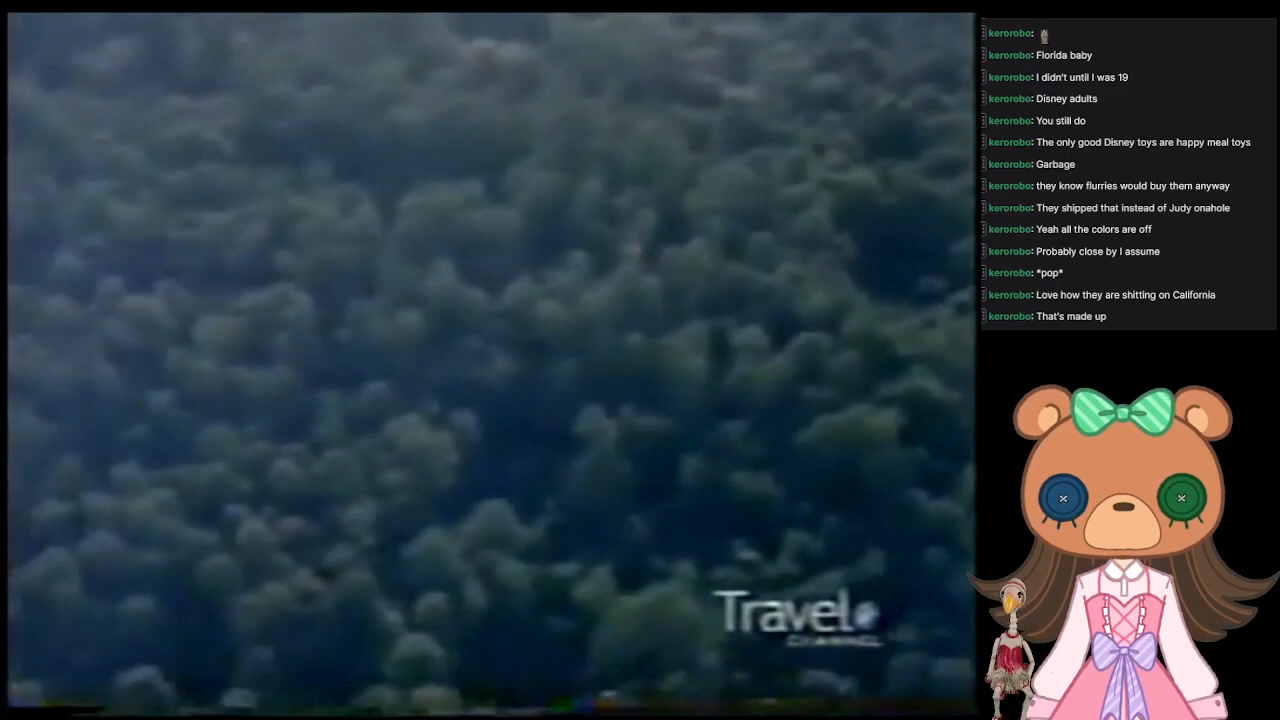 kerorobo:
kerorobo: Florida baby
kerorobo: I didn't until I was 19
kerorobo: Disney adults
kerorobo: You still do
kerorobo: The only good Disney toys are happy meal toys
kerorobo: Garbage
kerorobo: they know flurries would buy them anyway
kerorobo: They shipped that instead of Judy onahole
kerorobo: Yeah all the colors are off
kerorobo: Probably close by I assume
kerorobo: *pop*
kerorobo: Love how they are shitting on California
kerorobo: That's made up
Travel
CHANNEL